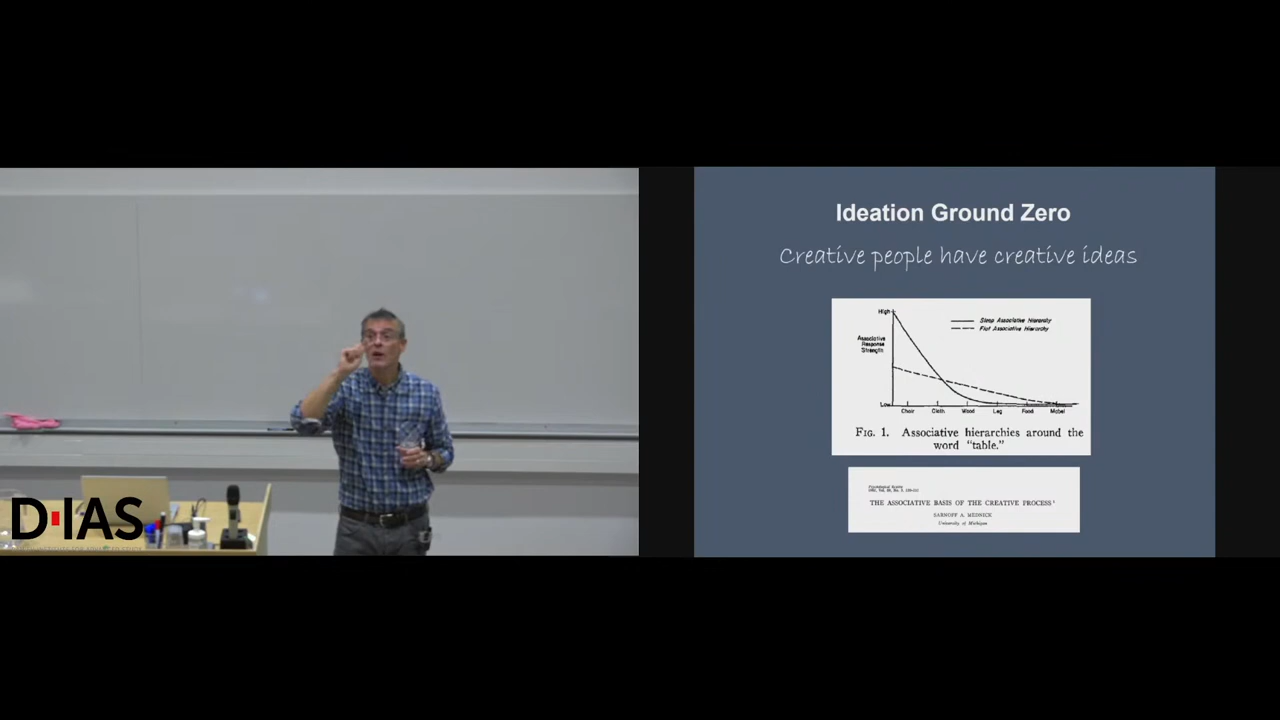 D·IAS
Ideation Ground Zero
Creative people have creative ideas
High
Associative
Response
Strength
Low
Steep Associative Hierarchy
Flat Associative Hierarchy
Chair Cloth Wood Leg Food Mabel
FIG. 1. Associative hierarchies around the
word "table."
THE ASSOCIATIVE BASIS OF THE CREATIVE PROCESS¹
SARNOFF A. MEDNICK
University of Michigan